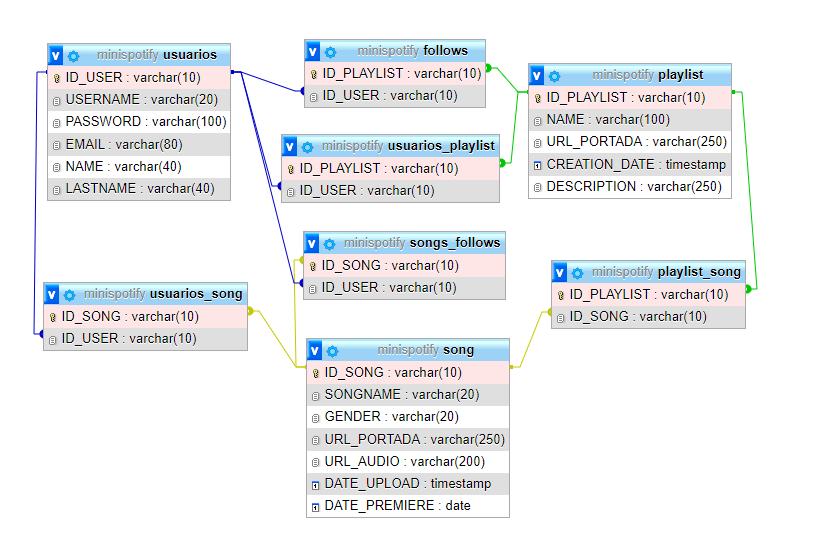 minispotify usuarios
ID_USER : varchar(10)
USERNAME : varchar(20)
PASSWORD : varchar(100)
EMAIL : varchar(80)
NAME : varchar(40)
LASTNAME : varchar(40)
minispotify follows
ID_PLAYLIST : varchar(10)
ID_USER : varchar(10)
minispotify playlist
ID_PLAYLIST : varchar(10)
NAME : varchar(100)
URL_PORTADA : varchar(250)
CREATION_DATE : timestamp
DESCRIPTION : varchar(250)
minispotify usuarios_playlist
ID_PLAYLIST : varchar(10)
ID_USER : varchar(10)
minispotify songs_follows
ID_SONG : varchar(10)
ID_USER : varchar(10)
minispotify playlist_song
ID_PLAYLIST : varchar(10)
ID_SONG : varchar(10)
minispotify usuarios_song
ID_SONG : varchar(10)
ID_USER : varchar(10)
minispotify song
ID_SONG : varchar(10)
SONGNAME : varchar(20)
GENDER : varchar(20)
URL_PORTADA : varchar(250)
URL_AUDIO : varchar(200)
DATE_UPLOAD : timestamp
DATE_PREMIERE : date